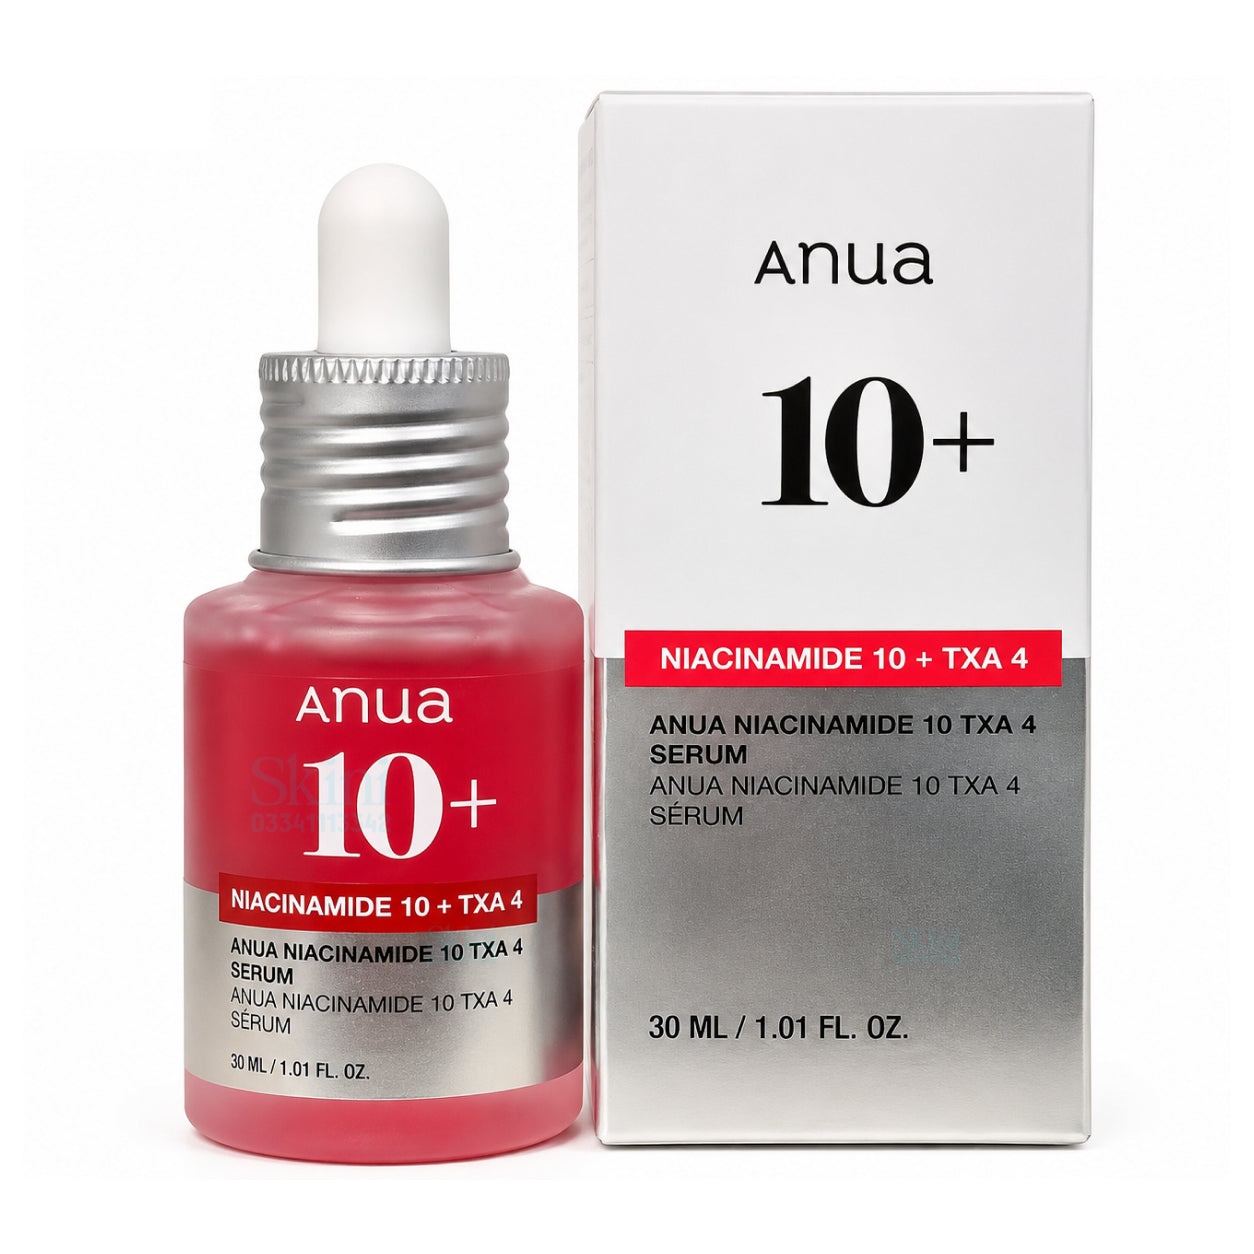 Anua
10+
NIACINAMIDE 10 + TXA 4
ANUA NIACINAMIDE 10 TXA 4
SERUM
ANUA NIACINAMIDE 10 TXA 4
SÉRUM
30 ML / 1.01 FL. OZ.
Anua
10+
NIACINAMIDE 10 + TXA 4
ANUA NIACINAMIDE 10 TXA 4
SERUM
ANUA NIACINAMIDE 10 TXA 4
SÉRUM
30 ML / 1.01 FL. OZ.